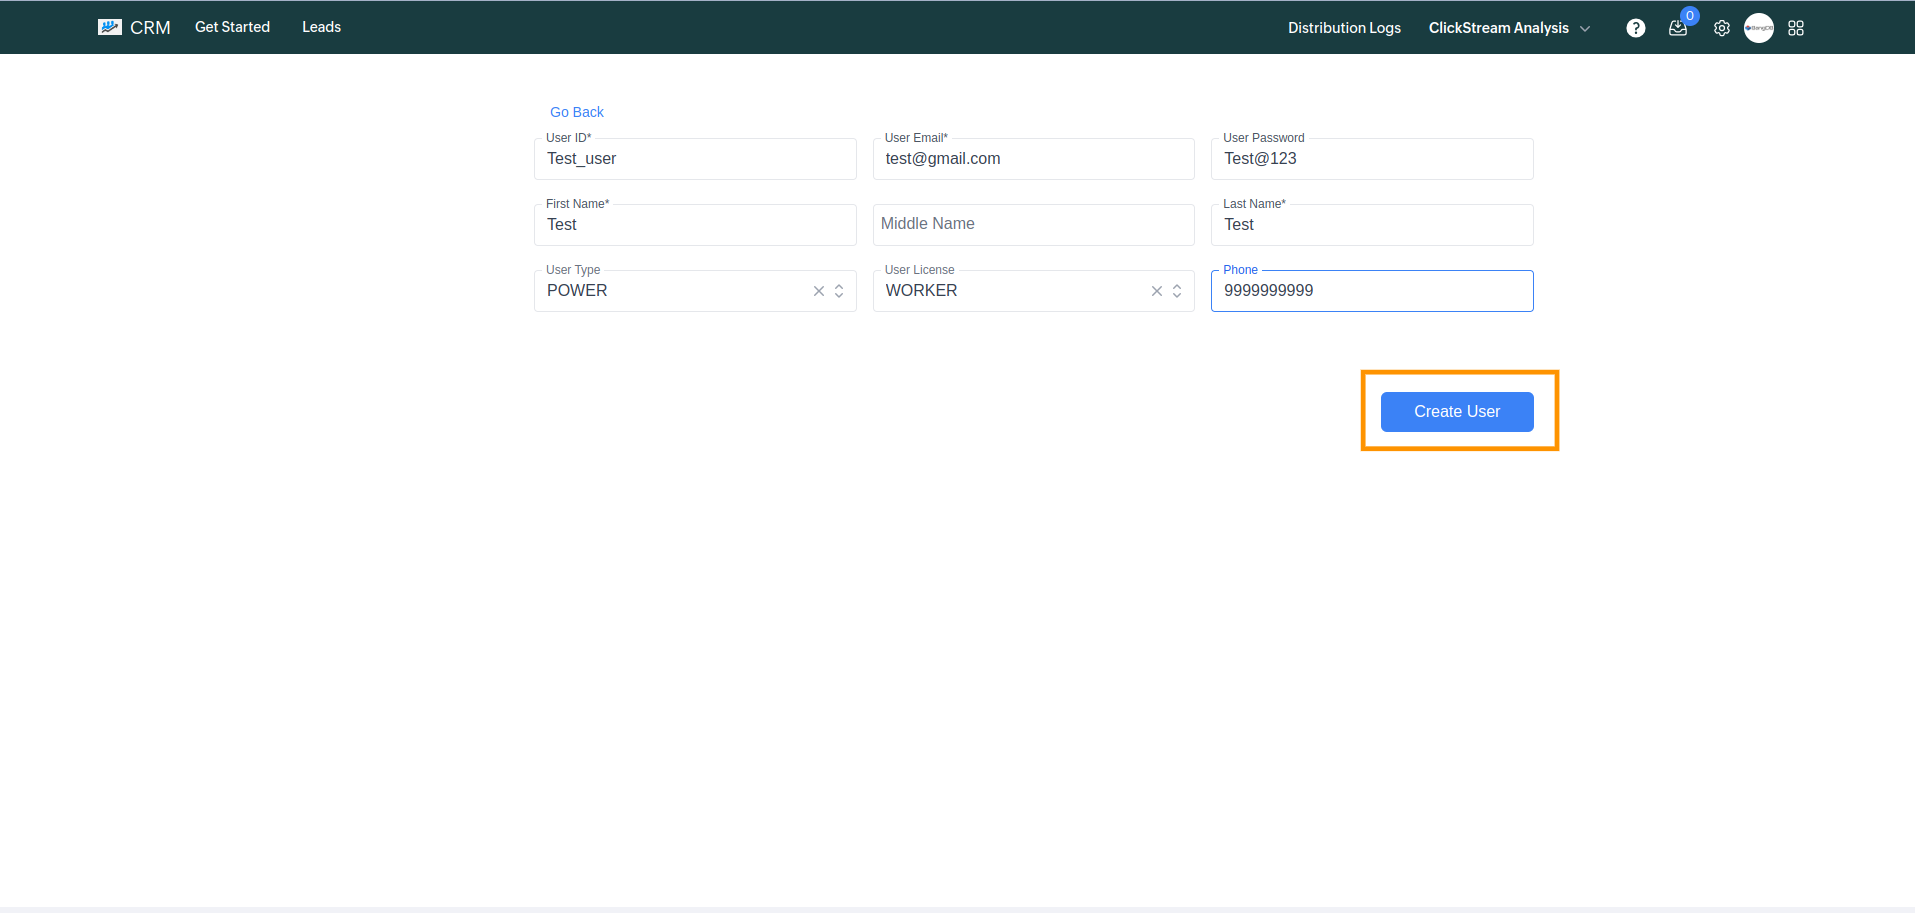 CRM Get Started Leads Distribution Logs ClickStream Analysis ? 0 BangDB
Go Back
User ID* User Email* User Password
Test_user test@gmail.com Test@123
First Name* Last Name*
Test Middle Name Test
User Type User License Phone
POWER WORKER 9999999999
Create User